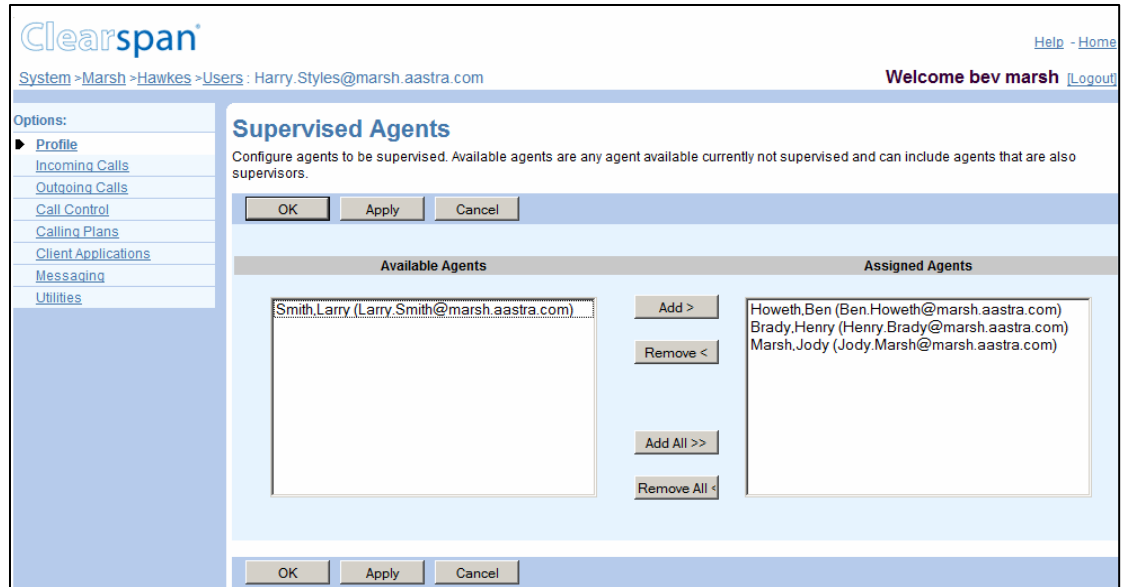 Clearspan®
Help - Home
System >Marsh >Hawkes >Users : Harry.Styles@marsh.aastra.com
Welcome bev marsh [Logout]
Options:
Profile
Incoming Calls
Outgoing Calls
Call Control
Calling Plans
Client Applications
Messaging
Utilities
Supervised Agents
Configure agents to be supervised. Available agents are any agent available currently not supervised and can include agents that are also
supervisors.
OK Apply Cancel
Available Agents Assigned Agents
Smith,Larry (Larry.Smith@marsh.aastra.com)
Add >
Remove <
Add All >>
Remove All <
Howeth,Ben (Ben.Howeth@marsh.aastra.com)
Brady,Henry (Henry.Brady@marsh.aastra.com)
Marsh,Jody (Jody.Marsh@marsh.aastra.com)
OK Apply Cancel